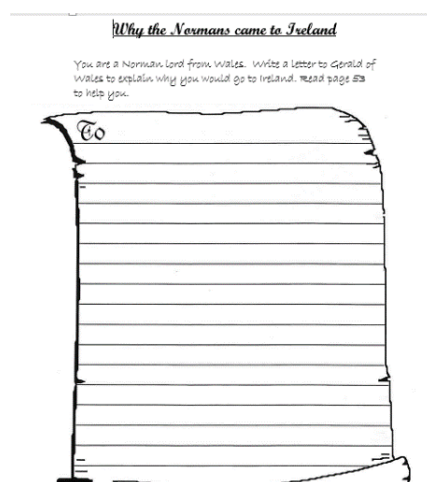 Why the Normans came to Ireland
You are a Norman lord from Wales. Write a letter to Gerald of
Wales to explain why you would go to Ireland. Read page 53
to help you.
To